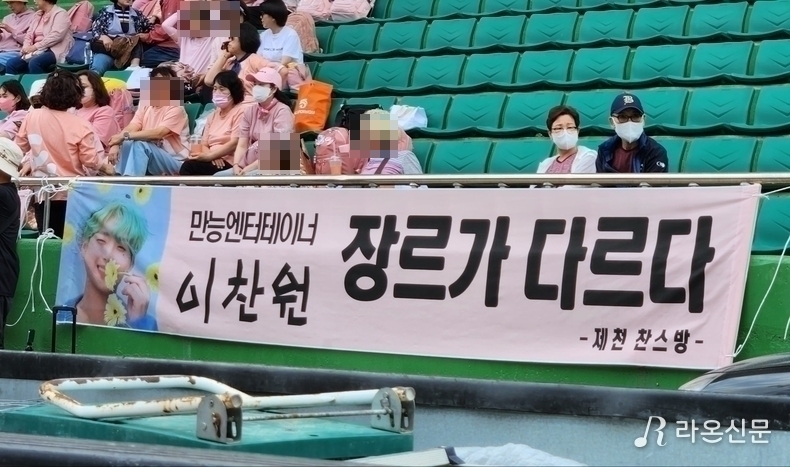 만능엔터테이너
이찬원
장르가 다르다
-제천 찬스방-
B
라온신문